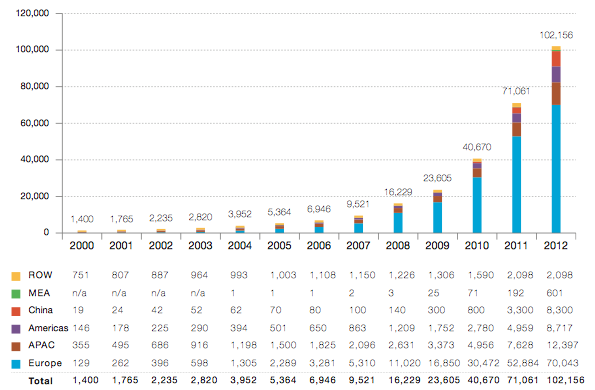 120,000
100,000
80,000
60,000
40,000
20,000
0
1,400 1,765 2,235 2,820 3,952 5,364 6,946 9,521 16,229 23,605 40,670 71,061 102,156
2000 2001 2002 2003 2004 2005 2006 2007 2008 2009 2010 2011 2012
ROW 751 807 887 964 993 1,003 1,108 1,150 1,226 1,306 1,590 2,098 2,098
MEA n/a n/a n/a n/a 1 1 1 2 3 25 71 192 601
China 19 24 42 52 62 70 80 100 140 300 800 3,300 8,300
Americas 146 178 225 290 394 501 650 863 1,209 1,752 2,780 4,959 8,717
APAC 355 495 686 916 1,198 1,500 1,825 2,096 2,631 3,373 4,956 7,628 12,397
Europe 129 262 396 598 1,305 2,289 3,281 5,310 11,020 16,850 30,472 52,884 70,043
Total 1,400 1,765 2,235 2,820 3,952 5,364 6,946 9,521 16,229 23,605 40,670 71,061 102,156